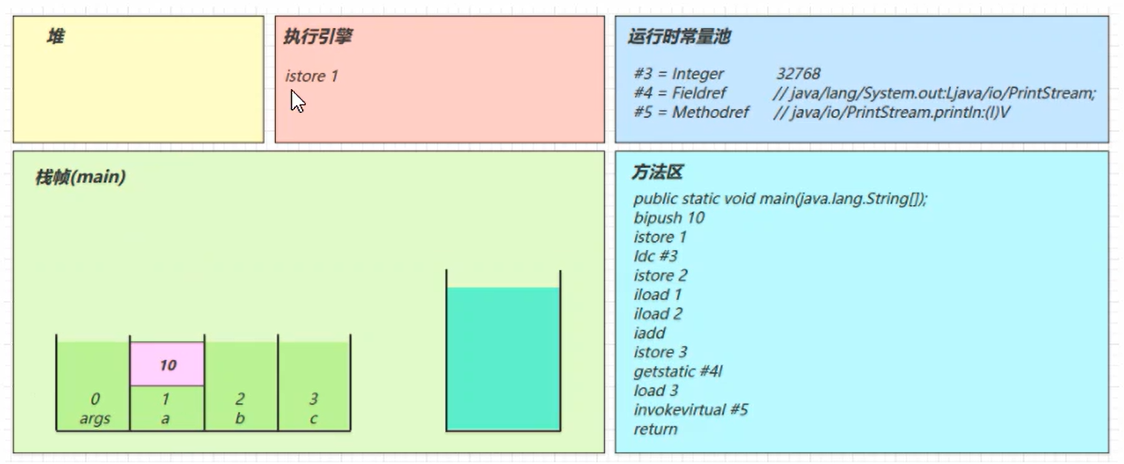 堆
执行引擎
istore 1
运行时常量池
#3 = Integer 32768
#4 = Fieldref // java/lang/System.out:Ljava/io/PrintStream;
#5 = Methodref // java/io/PrintStream.println:(I)V
栈帧(main)
10
0 1 2 3
args a b c
方法区
public static void main(java.lang.String[]);
bipush 10
istore 1
ldc #3
istore 2
iload 1
iload 2
iadd
istore 3
getstatic #4l
load 3
invokevirtual #5
return